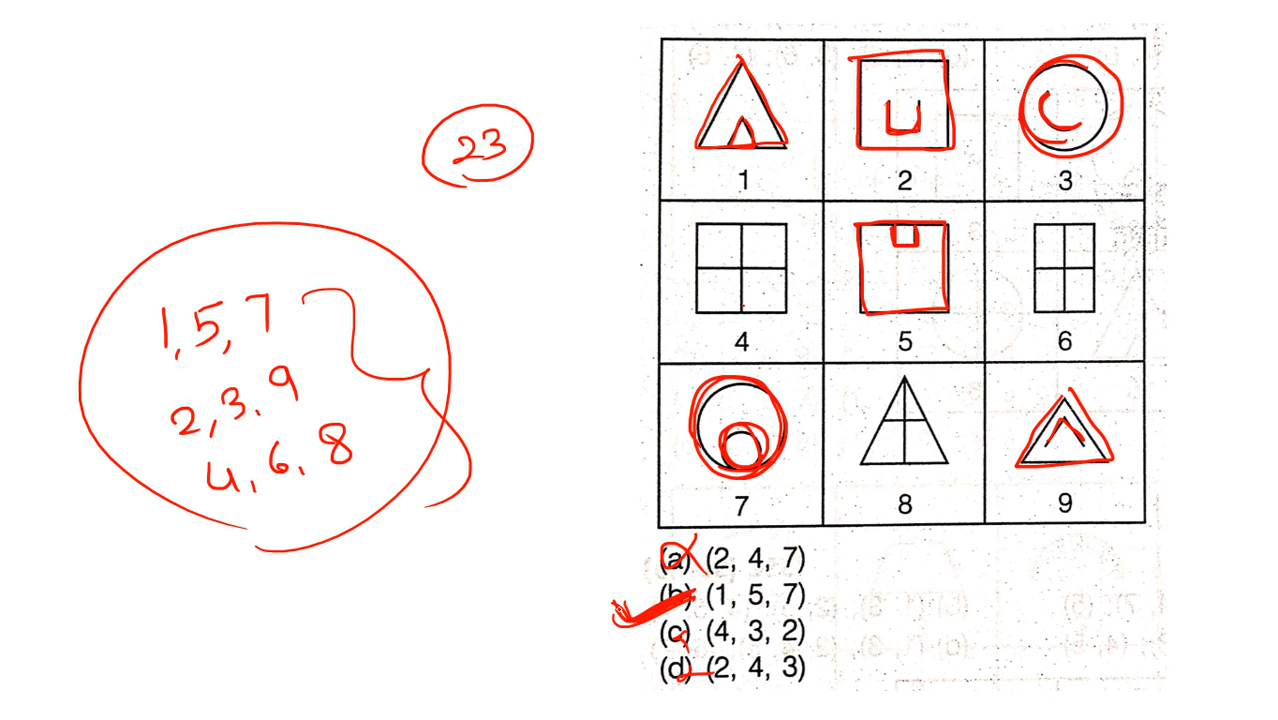 23
1, 5, 7
2, 3, 9
4, 6, 8
1 2 3
4 5 6
7 8 9
(a) (2, 4, 7)
(b) (1, 5, 7)
(c) (4, 3, 2)
(d) (2, 4, 3)